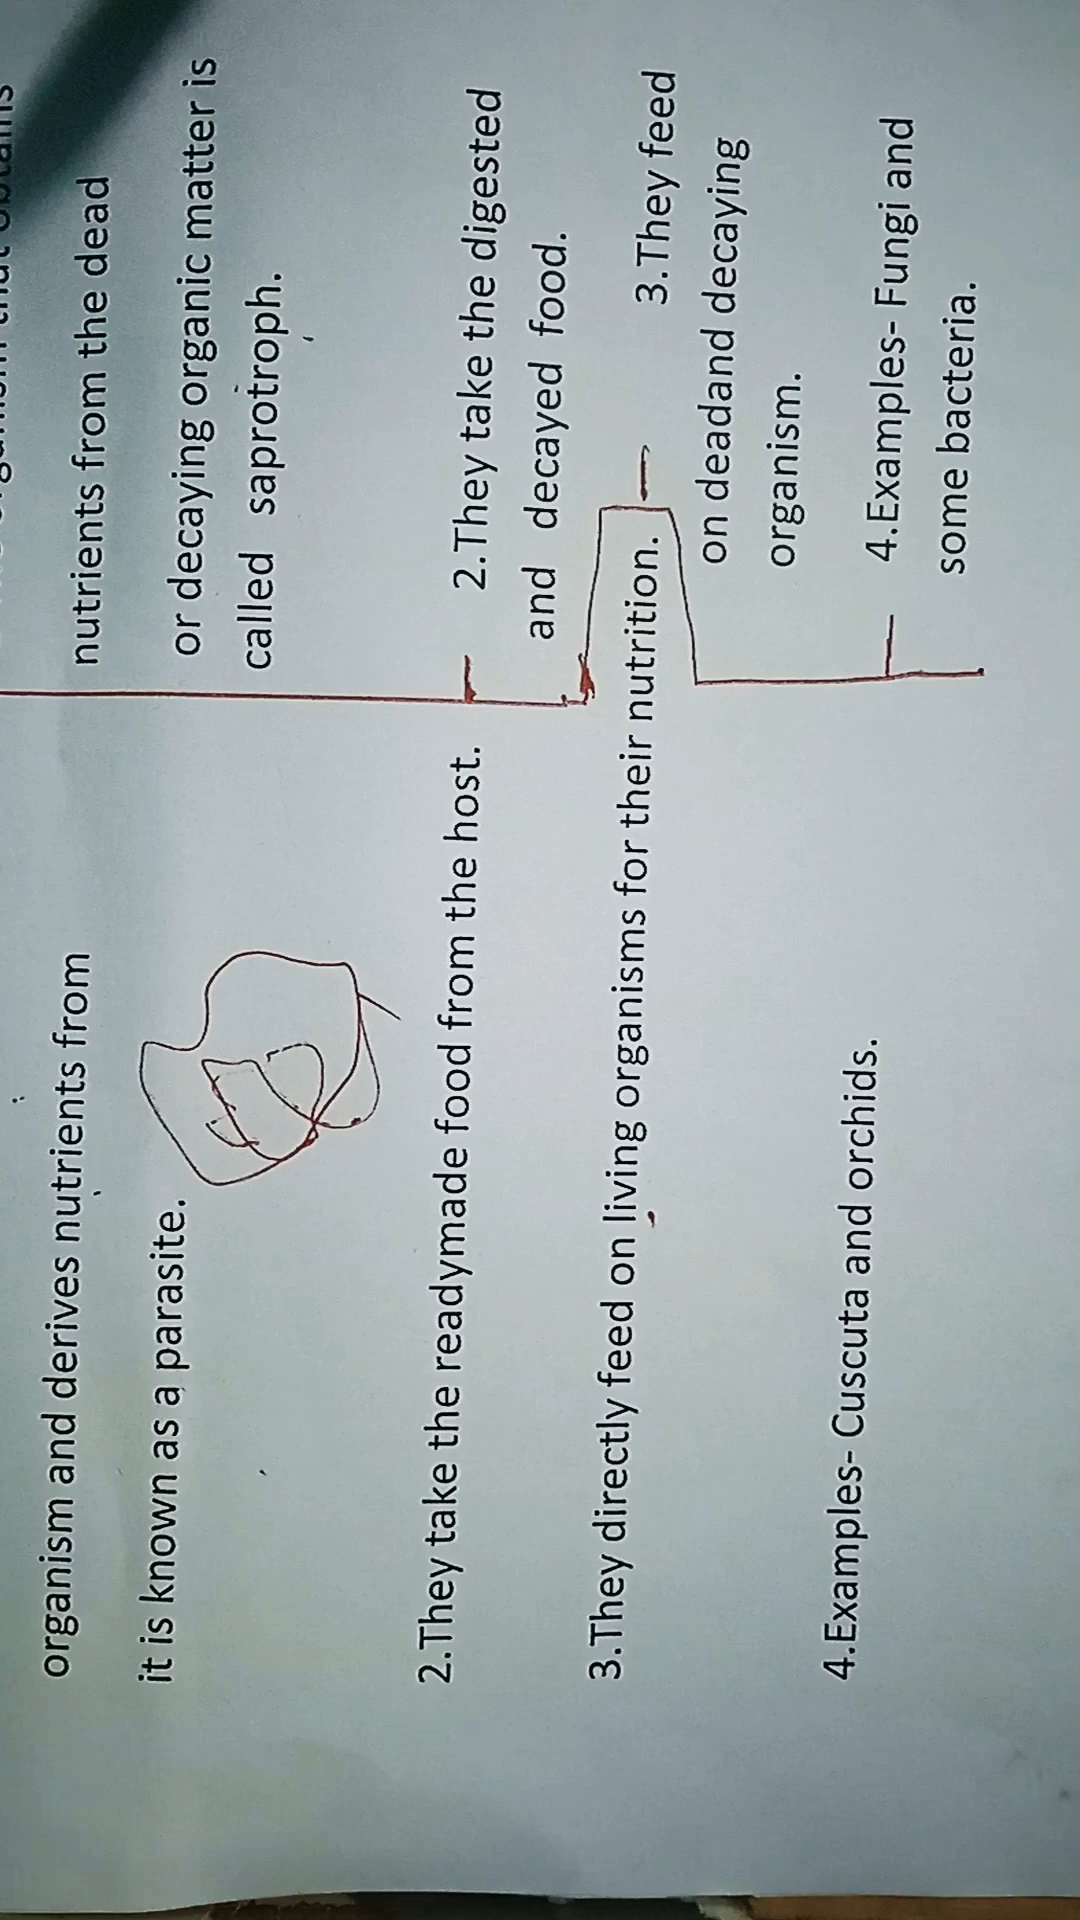 nutrients from the dead
or decaying organic matter is
called saprotroph.
2.They take the digested
and decayed food.
3.They feed
on deadand decaying
organism.
4.Examples- Fungi and
some bacteria.
organism and derives nutrients from
it is known as a parasite.
2.They take the readymade food from the host.
3.They directly feed on living organisms for their nutrition.
4.Examples- Cuscuta and orchids.